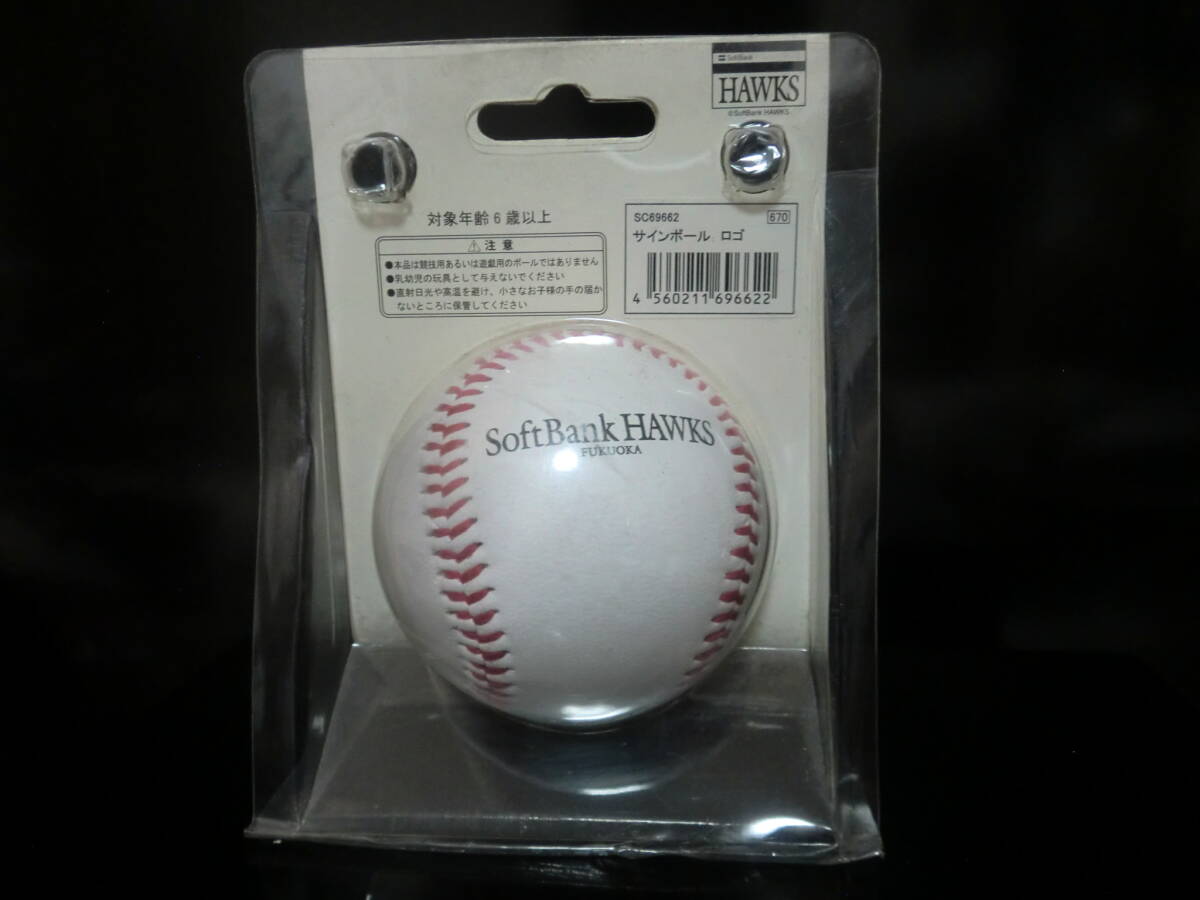 SoftBank
HAWKS
©SoftBank HAWKS
対象年齢6歳以上
⚠注意
●本品は競技用あるいは遊戯用のボールではありません
●乳幼児の玩具として与えないでください
●直射日光や高温を避け、小さなお子様の手の届か
ないところに保管してください
SC69662 670
サインボール ロゴ
4 560211 696622
SoftBank HAWKS
FUKUOKA